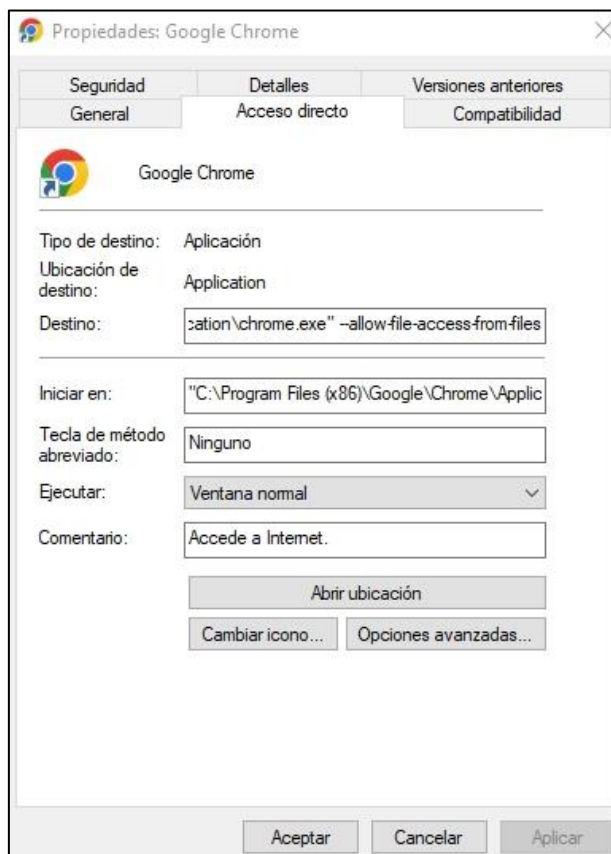 Propiedades: Google Chrome
Seguridad Detalles Versiones anteriores
General Acceso directo Compatibilidad
Google Chrome
Tipo de destino: Aplicación
Ubicación de
destino: Application
Destino: cation\chrome.exe" --allow-file-access-from-files
Iniciar en: "C:\Program Files (x86)\Google\Chrome\Applic
Tecla de método
abreviado: Ninguno
Ejecutar: Ventana normal
Comentario: Accede a Internet.
Abrir ubicación
Cambiar icono... Opciones avanzadas...
Aceptar Cancelar Aplicar